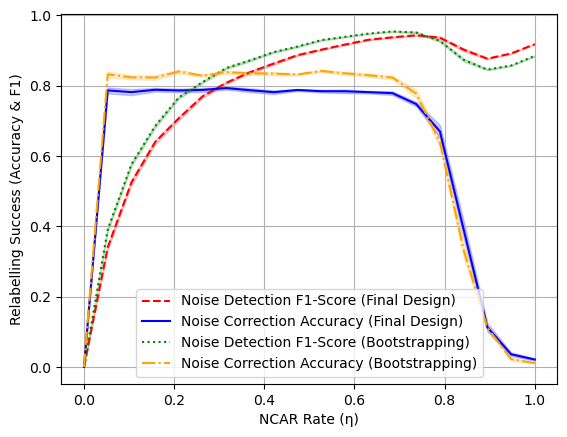 Relabelling Success (Accuracy & F1)
1.0
0.8
0.6
0.4
0.2
0.0
Noise Detection F1-Score (Final Design)
Noise Correction Accuracy (Final Design)
Noise Detection F1-Score (Bootstrapping)
Noise Correction Accuracy (Bootstrapping)
0.0 0.2 0.4 0.6 0.8 1.0
NCAR Rate (η)